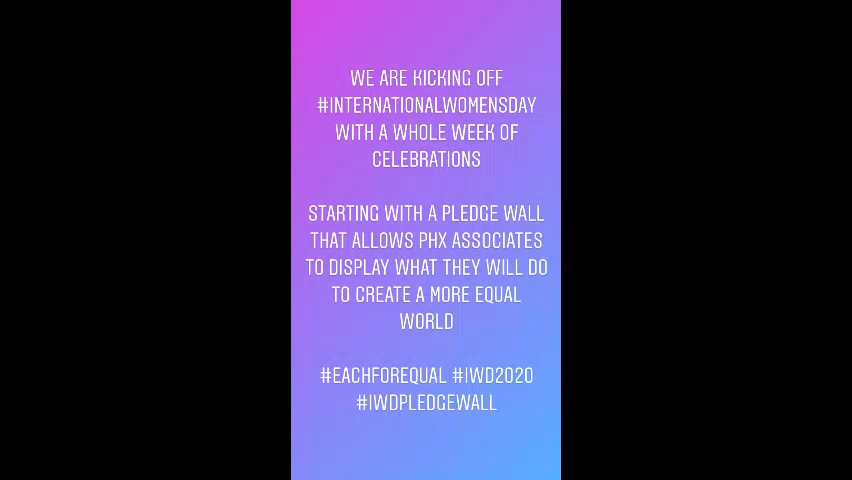 WE ARE KICKING OFF
#INTERNATIONALWOMENSDAY
WITH A WHOLE WEEK OF
CELEBRATIONS
STARTING WITH A PLEDGE WALL
THAT ALLOWS PHX ASSOCIATES
TO DISPLAY WHAT THEY WILL DO
TO CREATE A MORE EQUAL
WORLD
#EACHFOREQUAL #IWD2020
#IWDPLEDGEWALL